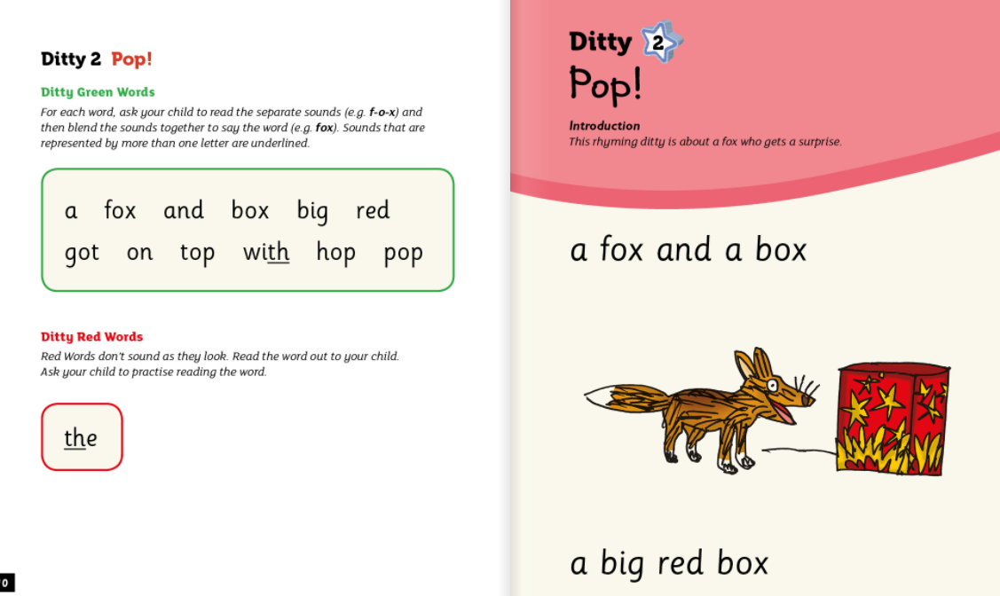 Ditty 2 Pop!
Ditty Green Words
For each word, ask your child to read the separate sounds (e.g. f-o-x) and
then blend the sounds together to say the word (e.g. fox). Sounds that are
represented by more than one letter are underlined.
a fox and box big red
got on top with hop pop
Ditty Red Words
Red Words don't sound as they look. Read the word out to your child.
Ask your child to practise reading the word.
the
Ditty 2
Pop!
Introduction
This rhyming ditty is about a fox who gets a surprise.
a fox and a box
a big red box